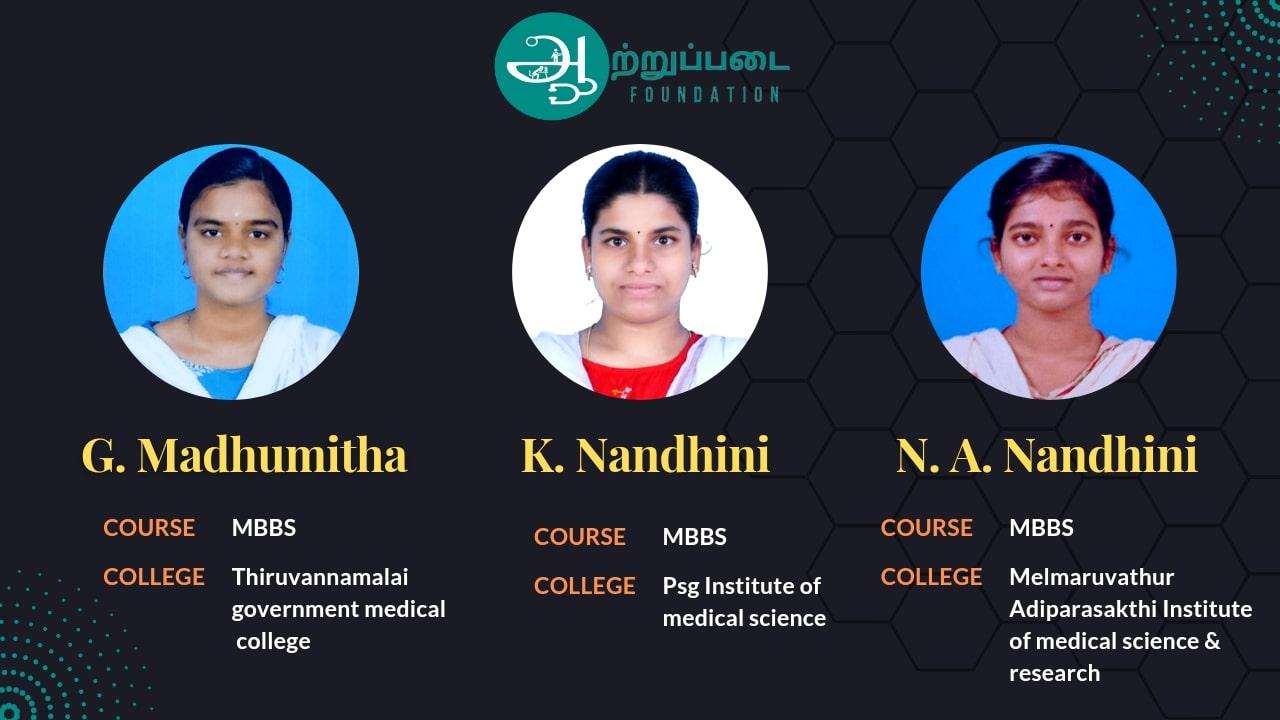 அற்றுப்படை
FOUNDATION
G. Madhumitha
COURSE MBBS
COLLEGE Thiruvannamalai
government medical
college
K. Nandhini
COURSE MBBS
COLLEGE Psg Institute of
medical science
N. A. Nandhini
COURSE MBBS
COLLEGE Melmaruvathur
Adiparasakthi Institute
of medical science &
research